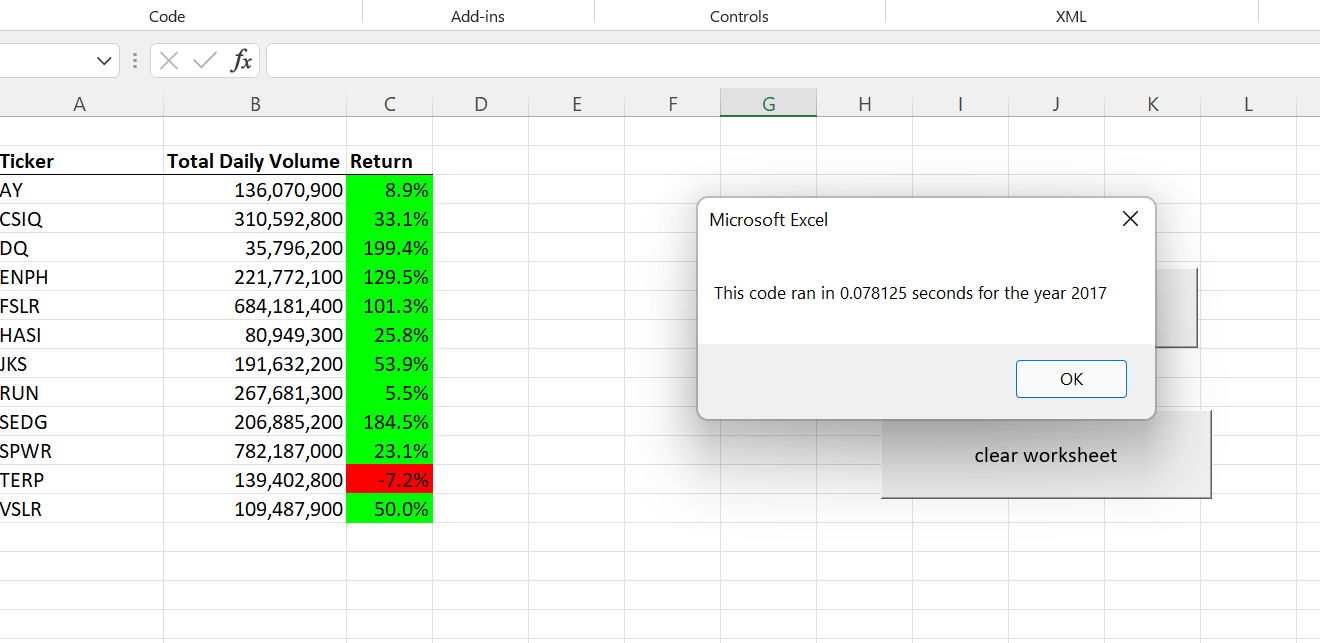 Code Add-ins Controls XML
fx
A B C D E F G H I J K L
Ticker Total Daily Volume Return
AY 136,070,900 8.9%
CSIQ 310,592,800 33.1%
DQ 35,796,200 199.4%
ENPH 221,772,100 129.5%
FSLR 684,181,400 101.3%
HASI 80,949,300 25.8%
JKS 191,632,200 53.9%
RUN 267,681,300 5.5%
SEDG 206,885,200 184.5%
SPWR 782,187,000 23.1%
TERP 139,402,800 -7.2%
VSLR 109,487,900 50.0%
Microsoft Excel
This code ran in 0.078125 seconds for the year 2017
OK
clear worksheet